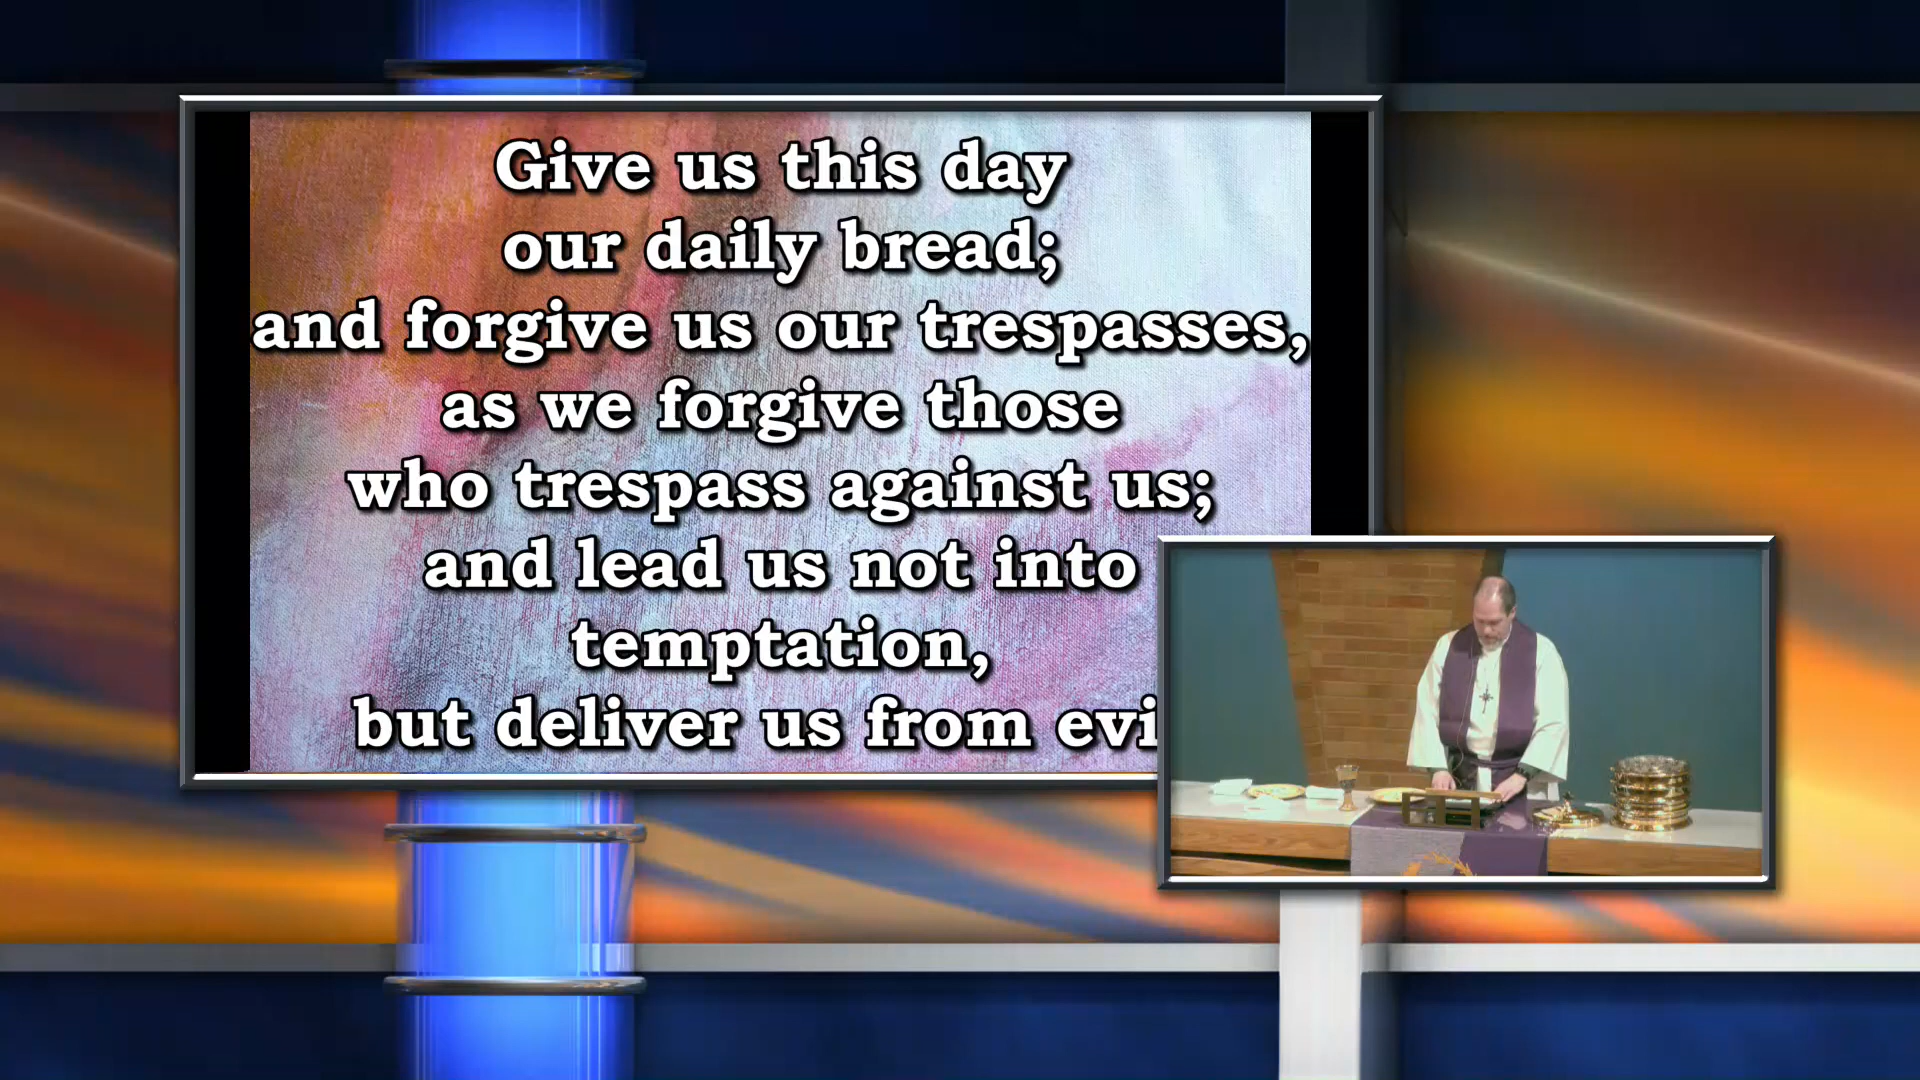 Give us this day
our daily bread;
and forgive us our trespasses,
as we forgive those
who trespass against us;
and lead us not into
temptation,
but deliver us from evi